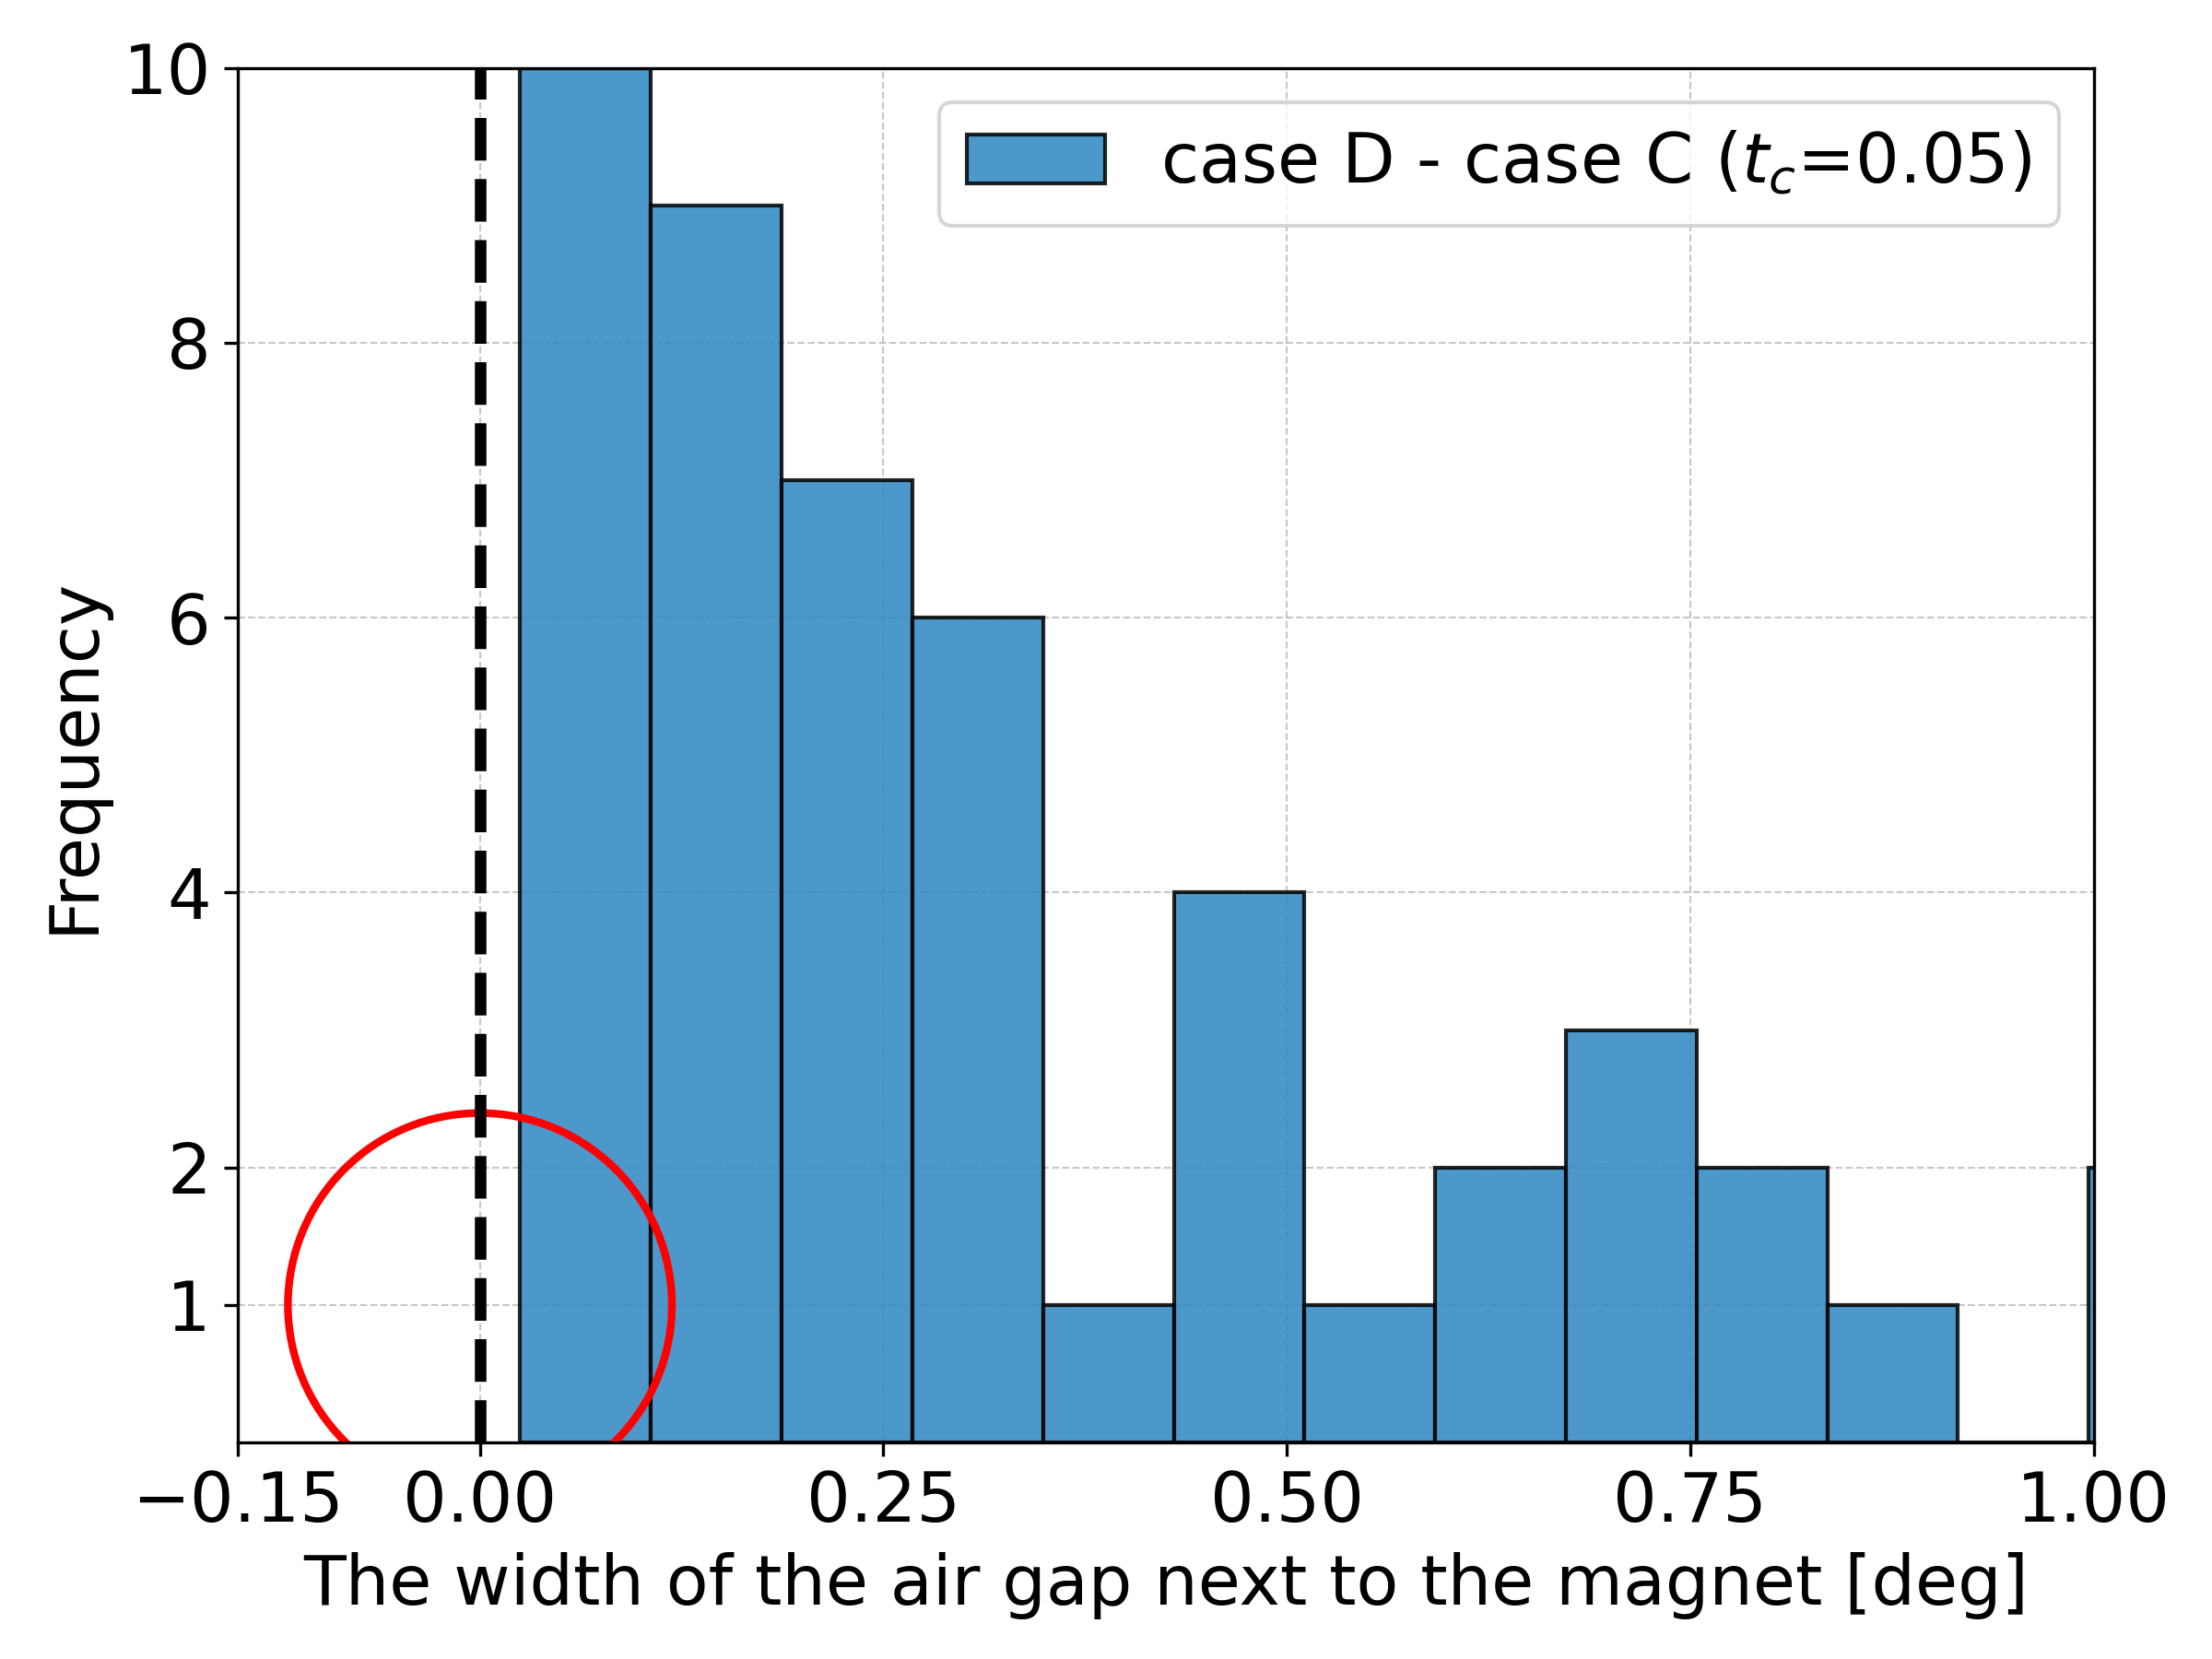 10
case D - case C (t_c=0.05)
8
6
4
2
1
Frequency
−0.15 0.00 0.25 0.50 0.75 1.00
The width of the air gap next to the magnet [deg]